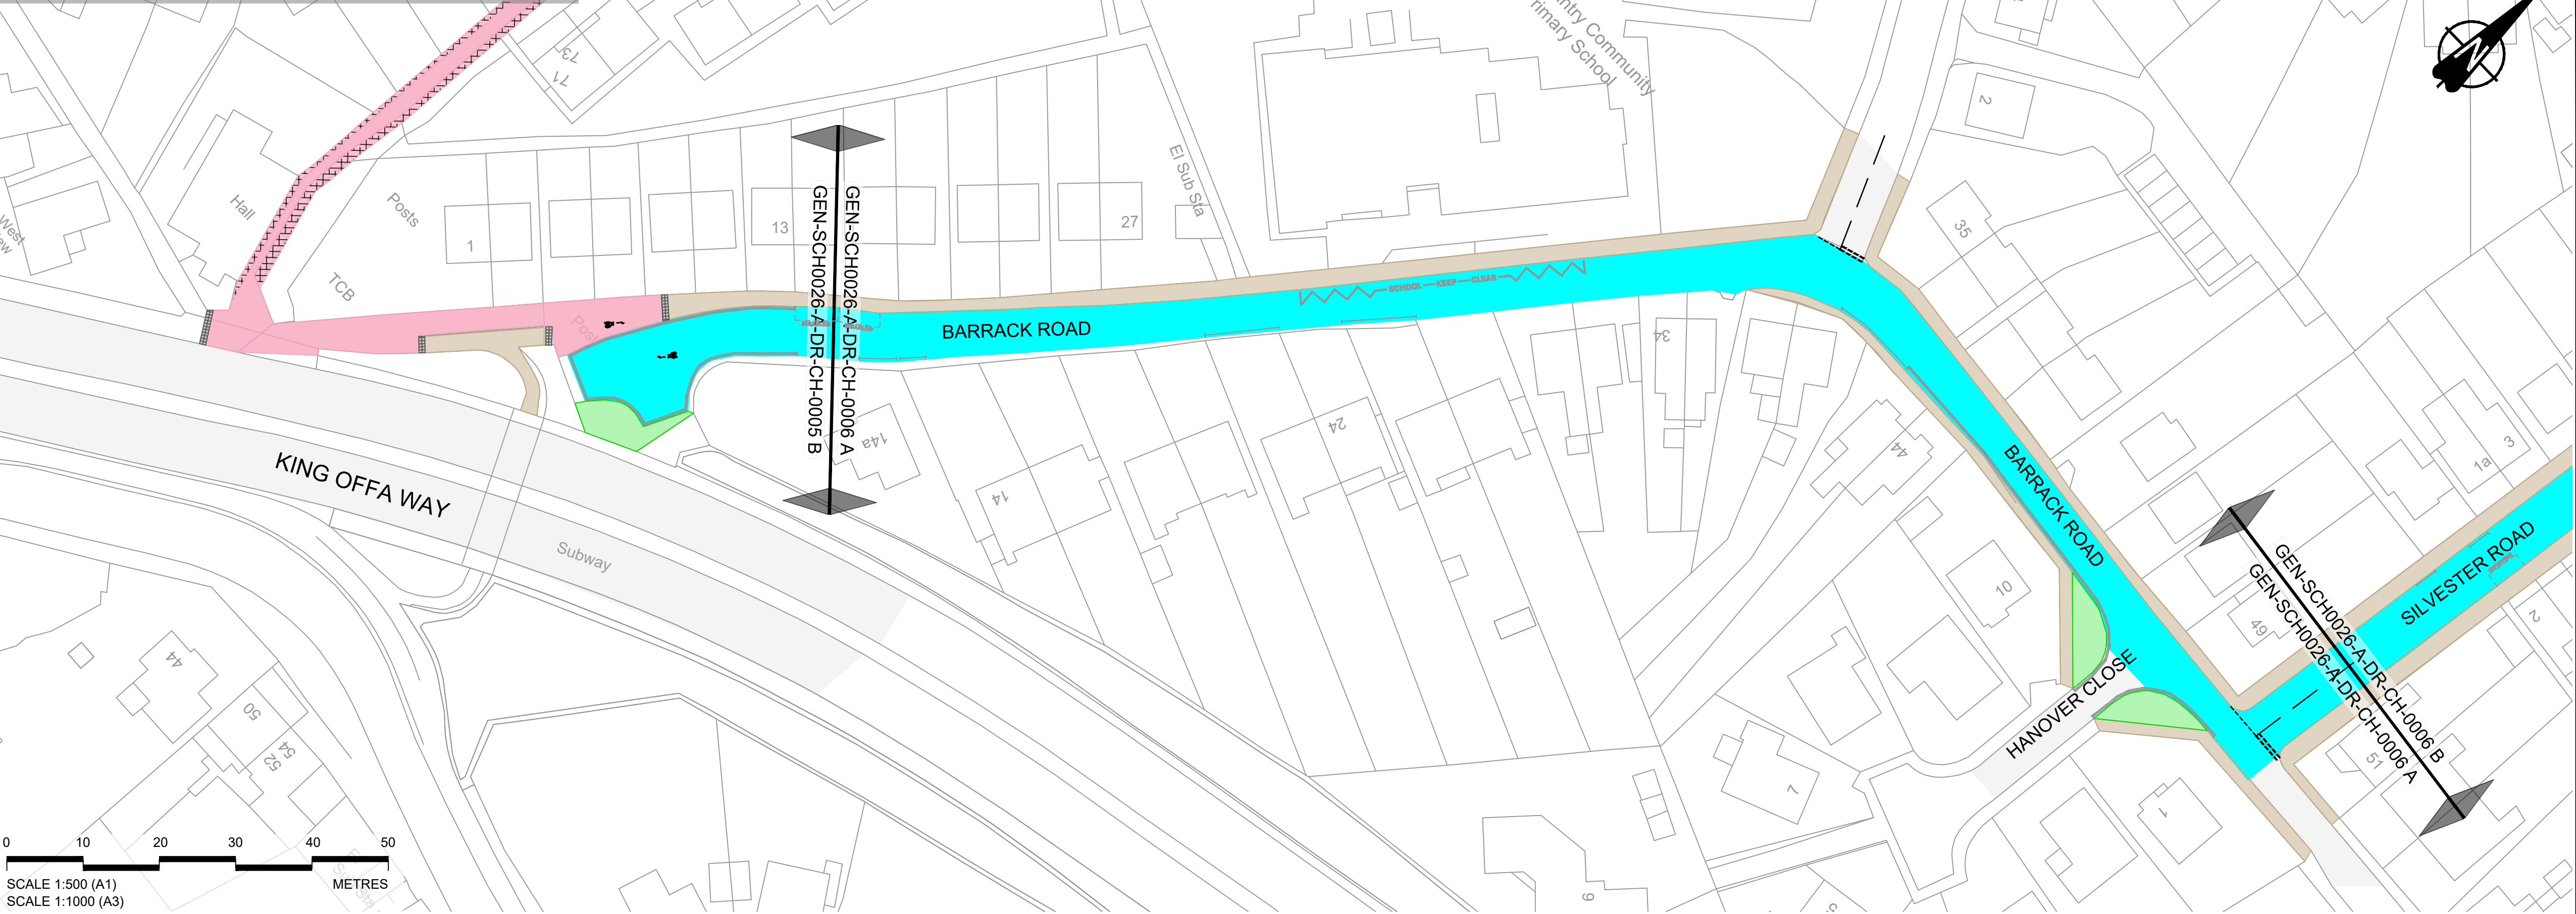 ntry Community
rimary School
73
71
2
El Sub Sta
Hall
West
Posts
TCB
1
13
27
35
GEN-SCH0026-A-DR-CH-0005 B
GEN-SCH0026-A-DR-CH-0006 A
SCHOOL KEEP CLEAR
BARRACK ROAD
34
44
14a
24
14
KING OFFA WAY
Subway
BARRACK ROAD
3
1a
SILVESTER ROAD
10
49
2
GEN-SCH0026-A-DR-CH-0006 B
GEN-SCH0026-A-DR-CH-0006 A
HANOVER CLOSE
51
7
1
44
50
54
52
0 10 20 30 40 50
SCALE 1:500 (A1) METRES
SCALE 1:1000 (A3)